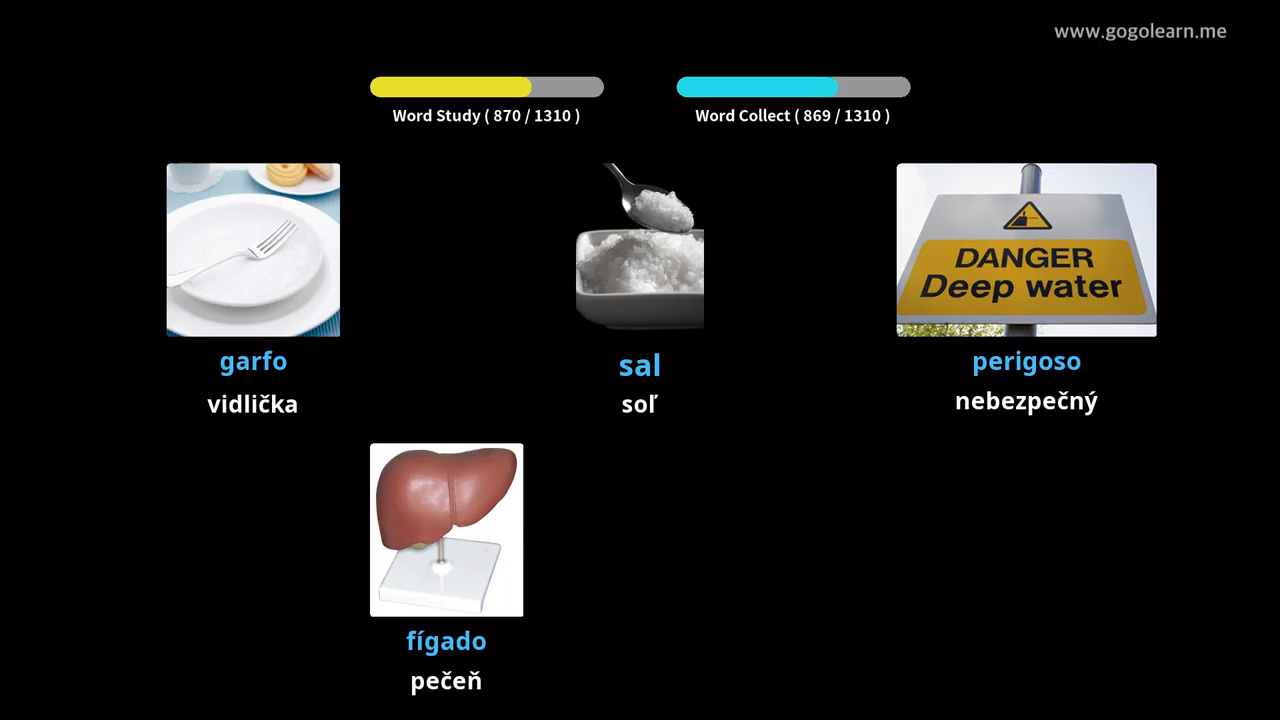 www.gogolearn.me
Word Study ( 870 / 1310 )
Word Collect ( 869 / 1310 )
DANGER
Deep water
garfo
vidlička
sal
soľ
perigoso
nebezpečný
fígado
pečeň